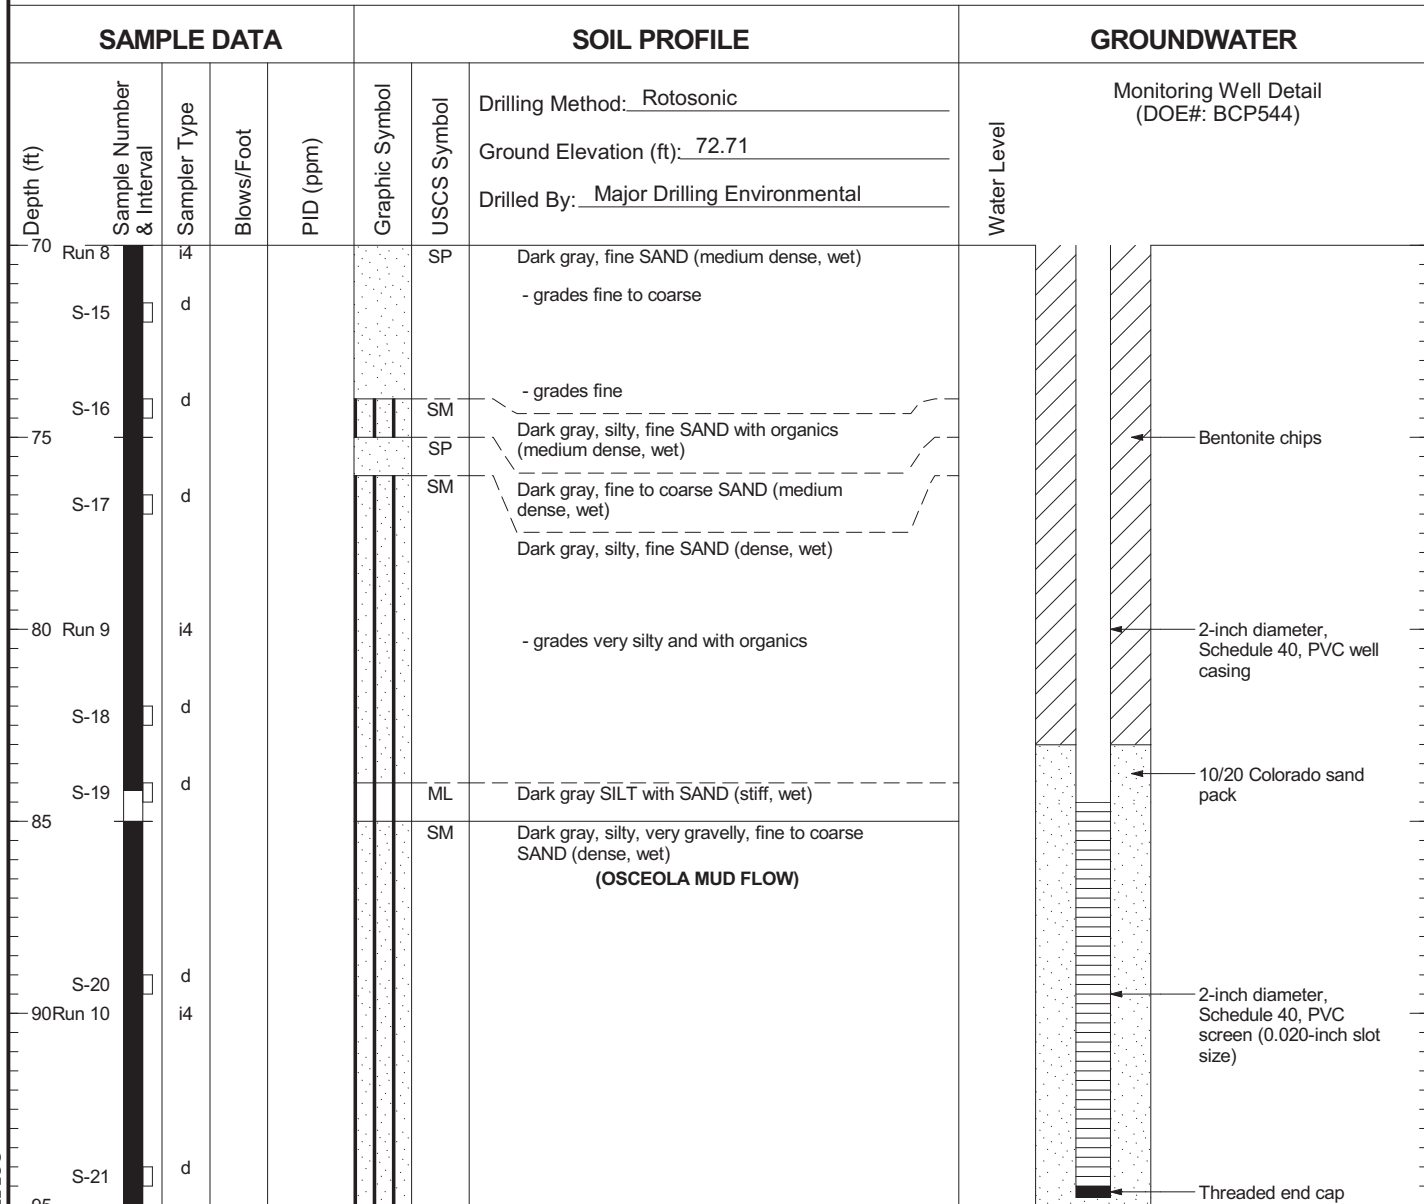 SAMPLE DATA
SOIL PROFILE
GROUNDWATER
Depth (ft)
Sample Number
& Interval
Sampler Type
Blows/Foot
PID (ppm)
Graphic Symbol
USCS Symbol
Drilling Method: Rotosonic
Ground Elevation (ft): 72.71
Drilled By: Major Drilling Environmental
Water Level
Monitoring Well Detail
(DOE#: BCP544)
70 Run 8 i4 SP Dark gray, fine SAND (medium dense, wet)
- grades fine to coarse
S-15 d
- grades fine
S-16 d SM
Dark gray, silty, fine SAND with organics
(medium dense, wet)
75 SP
Bentonite chips
SM
Dark gray, fine to coarse SAND (medium
dense, wet)
S-17 d
Dark gray, silty, fine SAND (dense, wet)
80 Run 9 i4
- grades very silty and with organics
2-inch diameter,
Schedule 40, PVC well
casing
S-18 d
10/20 Colorado sand
pack
S-19 d ML Dark gray SILT with SAND (stiff, wet)
85 SM Dark gray, silty, very gravelly, fine to coarse
SAND (dense, wet)
(OSCEOLA MUD FLOW)
S-20 d
90 Run 10 i4
2-inch diameter,
Schedule 40, PVC
screen (0.020-inch slot
size)
S-21 d
Threaded end cap
95